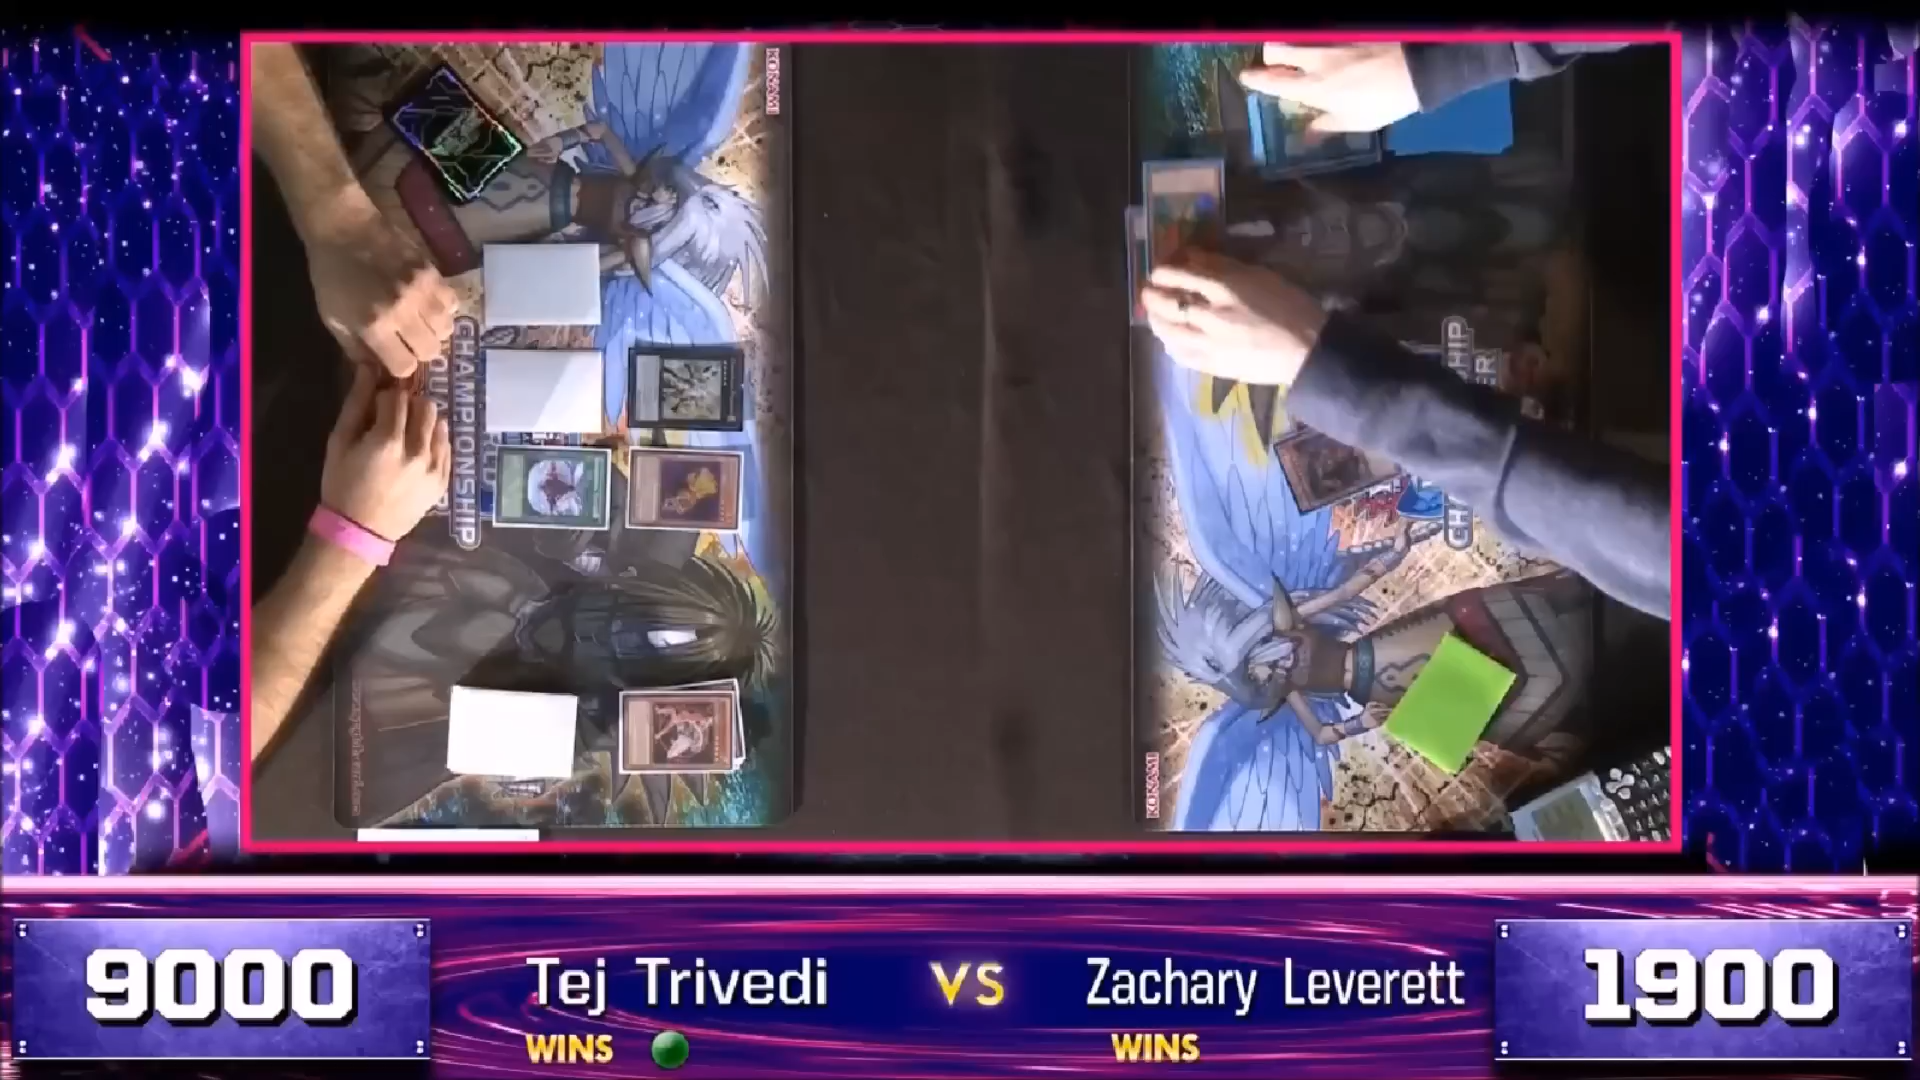 KONAMI
CHAMPIONSHIP
KONAMI
9000
Tej Trivedi
VS
Zachary Leverett
1900
WINS
WINS